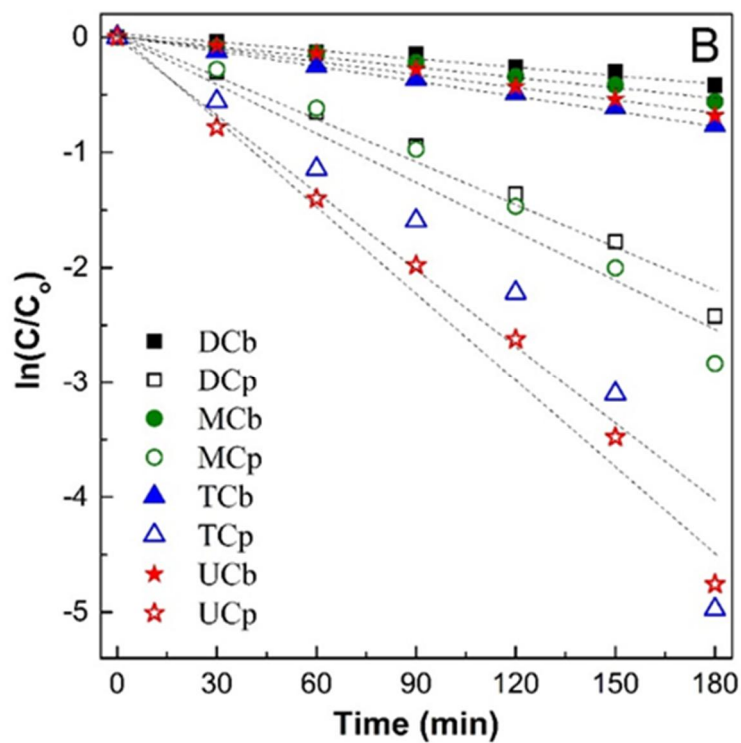 B
0
-1
-2
-3
-4
-5
ln(C/C₀)
DCb
DCp
MCb
MCp
TCb
TCp
UCb
UCp
0 30 60 90 120 150 180
Time (min)